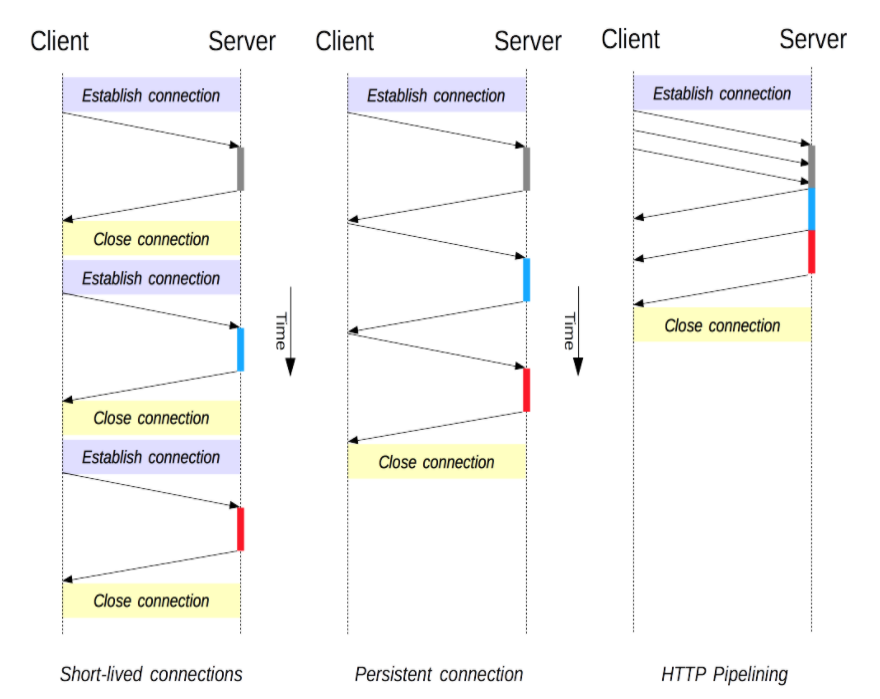 Client
Server
Establish connection
Close connection
Establish connection
Close connection
Establish connection
Close connection
Short-lived connections
Time
Client
Server
Establish connection
Close connection
Persistent connection
Time
Client
Server
Establish connection
Close connection
HTTP Pipelining